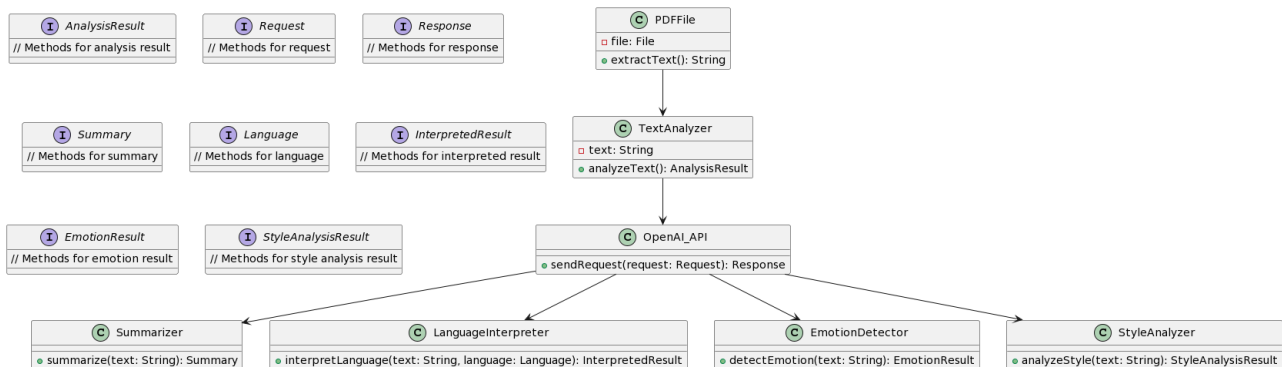 I AnalysisResult
// Methods for analysis result
I Request
// Methods for request
I Response
// Methods for response
C PDFFile
file: File
extractText(): String
I Summary
// Methods for summary
I Language
// Methods for language
I InterpretedResult
// Methods for interpreted result
C TextAnalyzer
text: String
analyzeText(): AnalysisResult
I EmotionResult
// Methods for emotion result
I StyleAnalysisResult
// Methods for style analysis result
C OpenAI_API
sendRequest(request: Request): Response
C Summarizer
summarize(text: String): Summary
C LanguageInterpreter
interpretLanguage(text: String, language: Language): InterpretedResult
C EmotionDetector
detectEmotion(text: String): EmotionResult
C StyleAnalyzer
analyzeStyle(text: String): StyleAnalysisResult